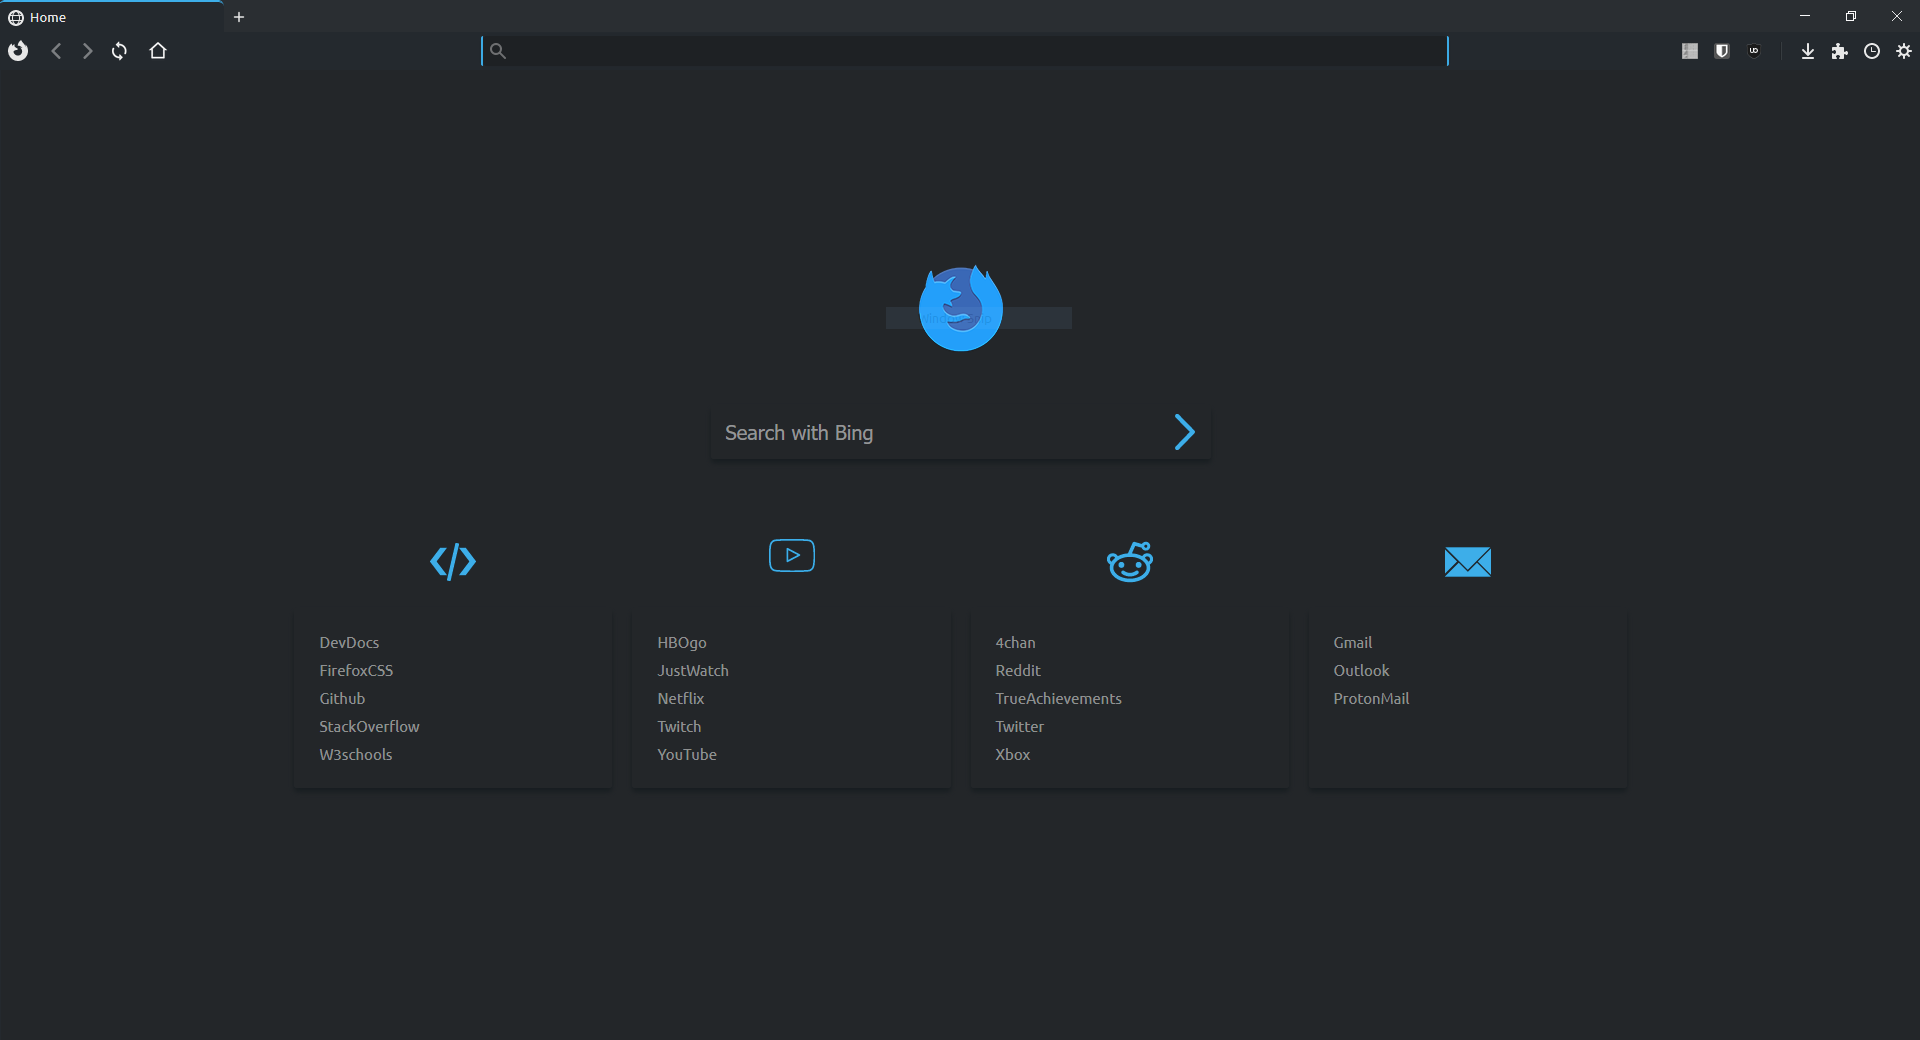 Home
Search with Bing
DevDocs
FirefoxCSS
Github
StackOverflow
W3schools
HBOgo
JustWatch
Netflix
Twitch
YouTube
4chan
Reddit
TrueAchievements
Twitter
Xbox
Gmail
Outlook
ProtonMail